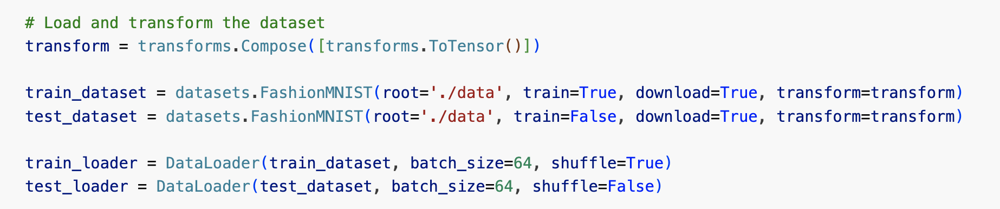 # Load and transform the dataset
transform = transforms.Compose([transforms.ToTensor()])
train_dataset = datasets.FashionMNIST(root='./data', train=True, download=True, transform=transform)
test_dataset = datasets.FashionMNIST(root='./data', train=False, download=True, transform=transform)
train_loader = DataLoader(train_dataset, batch_size=64, shuffle=True)
test_loader = DataLoader(test_dataset, batch_size=64, shuffle=False)